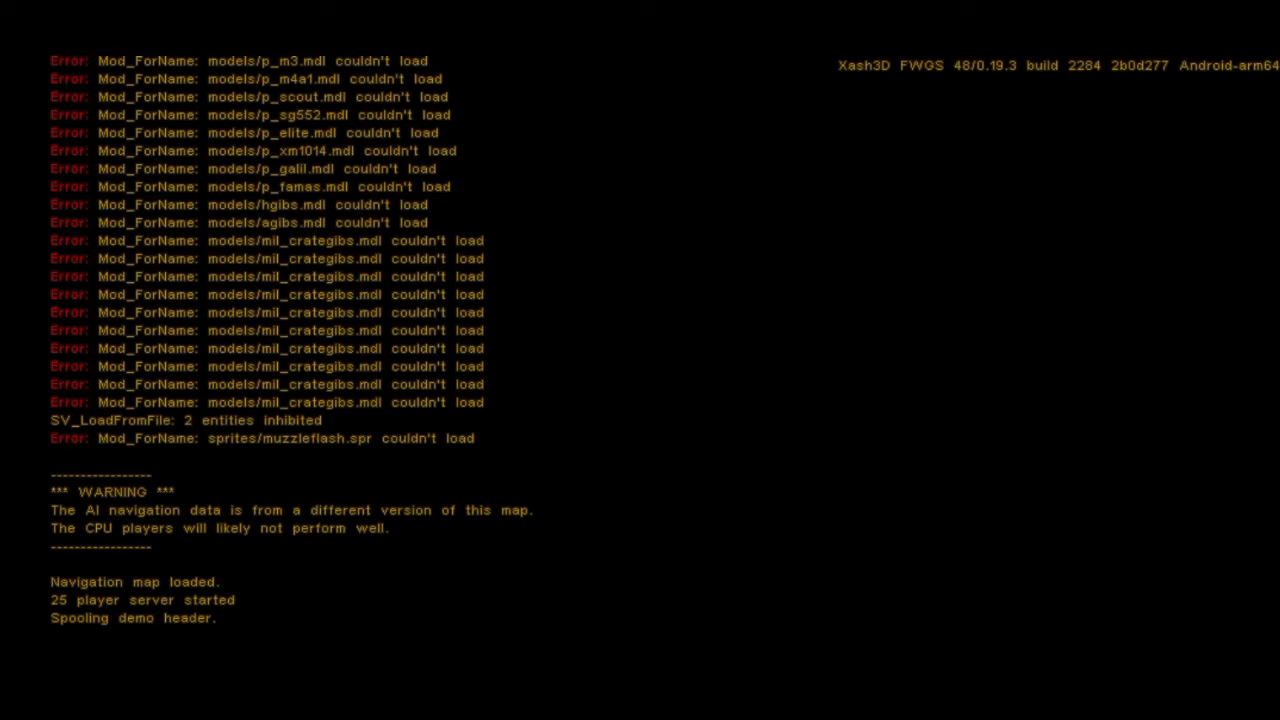 Error: Mod_ForName: models/p_m3.mdl couldn't load
Xash3D FWGS 48/0.19.3 build 2284 2b0d277 Android-arm64
Error: Mod_ForName: models/p_m4a1.mdl couldn't load
Error: Mod_ForName: models/p_scout.mdl couldn't load
Error: Mod_ForName: models/p_sg552.mdl couldn't load
Error: Mod_ForName: models/p_elite.mdl couldn't load
Error: Mod_ForName: models/p_xm1014.mdl couldn't load
Error: Mod_ForName: models/p_galil.mdl couldn't load
Error: Mod_ForName: models/p_famas.mdl couldn't load
Error: Mod_ForName: models/hgibs.mdl couldn't load
Error: Mod_ForName: models/agibs.mdl couldn't load
Error: Mod_ForName: models/mil_crategibs.mdl couldn't load
Error: Mod_ForName: models/mil_crategibs.mdl couldn't load
Error: Mod_ForName: models/mil_crategibs.mdl couldn't load
Error: Mod_ForName: models/mil_crategibs.mdl couldn't load
Error: Mod_ForName: models/mil_crategibs.mdl couldn't load
Error: Mod_ForName: models/mil_crategibs.mdl couldn't load
Error: Mod_ForName: models/mil_crategibs.mdl couldn't load
Error: Mod_ForName: models/mil_crategibs.mdl couldn't load
Error: Mod_ForName: models/mil_crategibs.mdl couldn't load
Error: Mod_ForName: models/mil_crategibs.mdl couldn't load
SV_LoadFromFile: 2 entities inhibited
Error: Mod_ForName: sprites/muzzleflash.spr couldn't load
-----------------
*** WARNING ***
The AI navigation data is from a different version of this map.
The CPU players will likely not perform well.
-----------------
Navigation map loaded.
25 player server started
Spooling demo header.